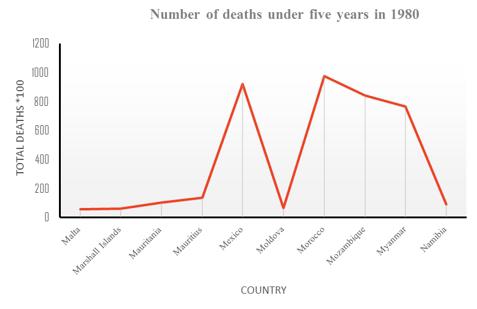 Number of deaths under five years in 1980
TOTAL DEATHS *100
1200
1000
800
600
400
200
0
Malta
Marshall Islands
Mauritania
Mauritius
Mexico
Moldova
Morocco
Mozambique
Myanmar
Namibia
COUNTRY